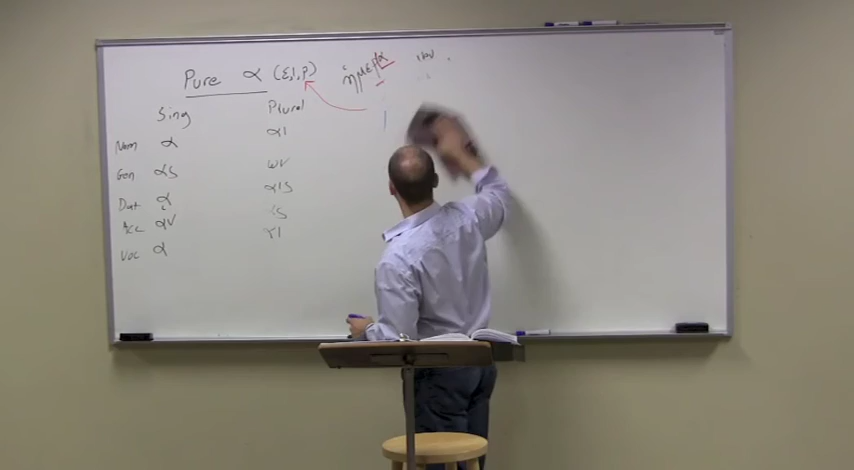 Pure α (ε,ι,ρ) ἡμέρα
Sing Plural
Nom α αι
Gen ας ων
Dat ᾳ αις
Acc αν ας
Voc α αι